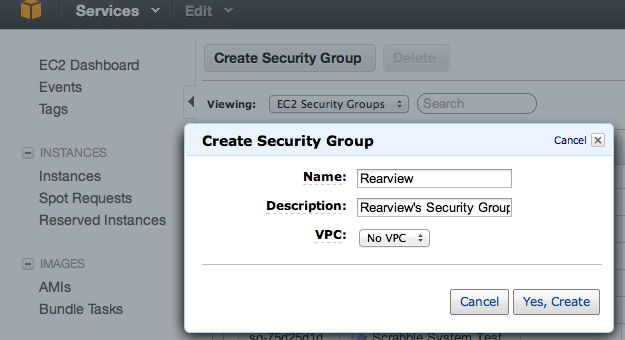 Services Edit
EC2 Dashboard
Events
Tags
INSTANCES
Instances
Spot Requests
Reserved Instances
IMAGES
AMIs
Bundle Tasks
Create Security Group Delete
Viewing: EC2 Security Groups Search
Create Security Group Cancel
Name: Rearview
Description: Rearview's Security Group
VPC: No VPC
Cancel Yes, Create
Scrabble System Test